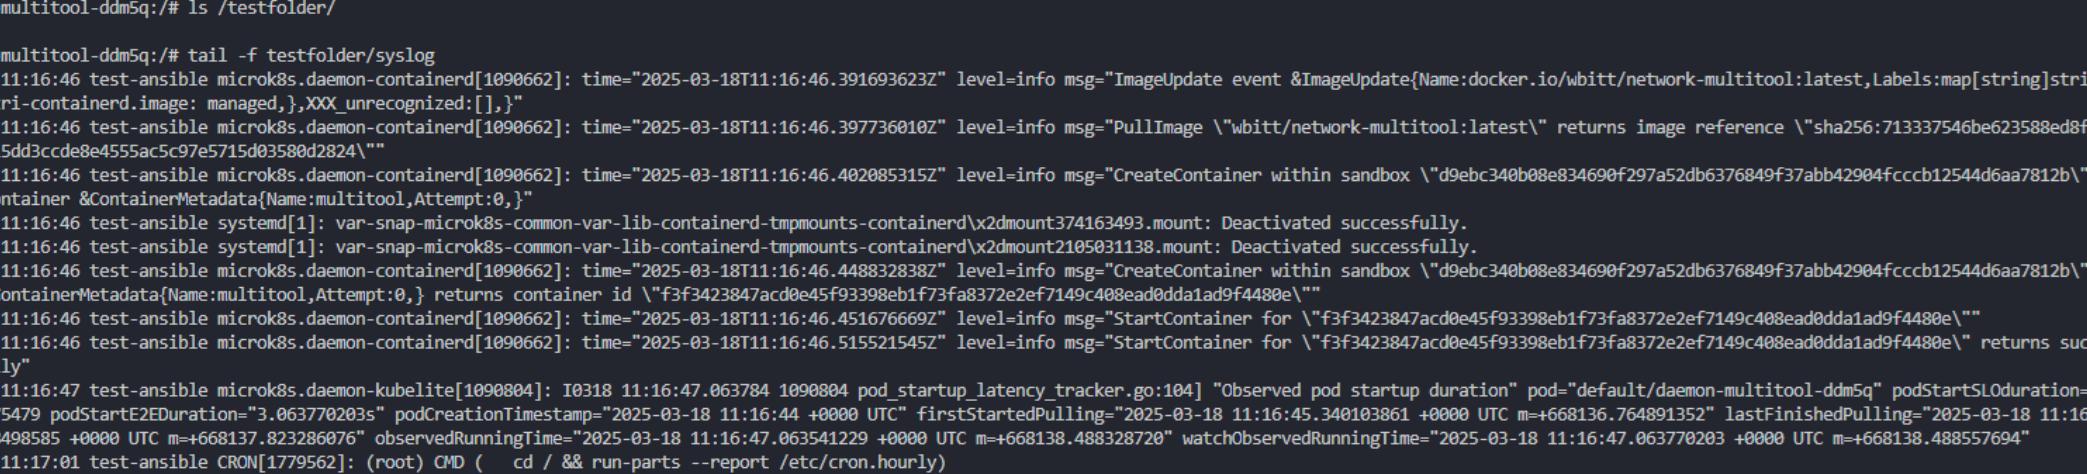 multitool-ddm5q:/# ls /testfolder/
multitool-ddm5q:/# tail -f testfolder/syslog
11:16:46 test-ansible microk8s.daemon-containerd[1090662]: time="2025-03-18T11:16:46.391693623Z" level=info msg="ImageUpdate event &ImageUpdate{Name:docker.io/wbitt/network-multitool:latest,Labels:map[string]stri
ri-containerd.image: managed,},XXX_unrecognized:[],}"
11:16:46 test-ansible microk8s.daemon-containerd[1090662]: time="2025-03-18T11:16:46.397736010Z" level=info msg="PullImage \"wbitt/network-multitool:latest\" returns image reference \"sha256:713337546be623588ed8f
5dd3ccde8e4555ac5c97e5715d03580d2824\""
11:16:46 test-ansible microk8s.daemon-containerd[1090662]: time="2025-03-18T11:16:46.402085315Z" level=info msg="CreateContainer within sandbox \"d9ebc340b08e834690f297a52db6376849f37abb42904fcccb12544d6aa7812b\"
ntainer &ContainerMetadata{Name:multitool,Attempt:0,}"
11:16:46 test-ansible systemd[1]: var-snap-microk8s-common-var-lib-containerd-tmpmounts-containerd\x2dmount374163493.mount: Deactivated successfully.
11:16:46 test-ansible systemd[1]: var-snap-microk8s-common-var-lib-containerd-tmpmounts-containerd\x2dmount2105031138.mount: Deactivated successfully.
11:16:46 test-ansible microk8s.daemon-containerd[1090662]: time="2025-03-18T11:16:46.448832838Z" level=info msg="CreateContainer within sandbox \"d9ebc340b08e834690f297a52db6376849f37abb42904fcccb12544d6aa7812b\"
ontainerMetadata{Name:multitool,Attempt:0,} returns container id \"f3f3423847acd0e45f93398eb1f73fa8372e2ef7149c408ead0dda1ad9f4480e\""
11:16:46 test-ansible microk8s.daemon-containerd[1090662]: time="2025-03-18T11:16:46.451676669Z" level=info msg="StartContainer for \"f3f3423847acd0e45f93398eb1f73fa8372e2ef7149c408ead0dda1ad9f4480e\""
11:16:46 test-ansible microk8s.daemon-containerd[1090662]: time="2025-03-18T11:16:46.515521545Z" level=info msg="StartContainer for \"f3f3423847acd0e45f93398eb1f73fa8372e2ef7149c408ead0dda1ad9f4480e\" returns suc
ly"
11:16:47 test-ansible microk8s.daemon-kubelite[1090804]: I0318 11:16:47.063784 1090804 pod_startup_latency_tracker.go:104] "Observed pod startup duration" pod="default/daemon-multitool-ddm5q" podStartSLOduration=
5479 podStartE2EDuration="3.063770203s" podCreationTimestamp="2025-03-18 11:16:44 +0000 UTC" firstStartedPulling="2025-03-18 11:16:45.340103861 +0000 UTC m=+668136.764891352" lastFinishedPulling="2025-03-18 11:16
498585 +0000 UTC m=+668137.823286076" observedRunningTime="2025-03-18 11:16:47.063541229 +0000 UTC m=+668138.488328720" watchObservedRunningTime="2025-03-18 11:16:47.063770203 +0000 UTC m=+668138.488557694"
11:17:01 test-ansible CRON[1779562]: (root) CMD (   cd / && run-parts --report /etc/cron.hourly)